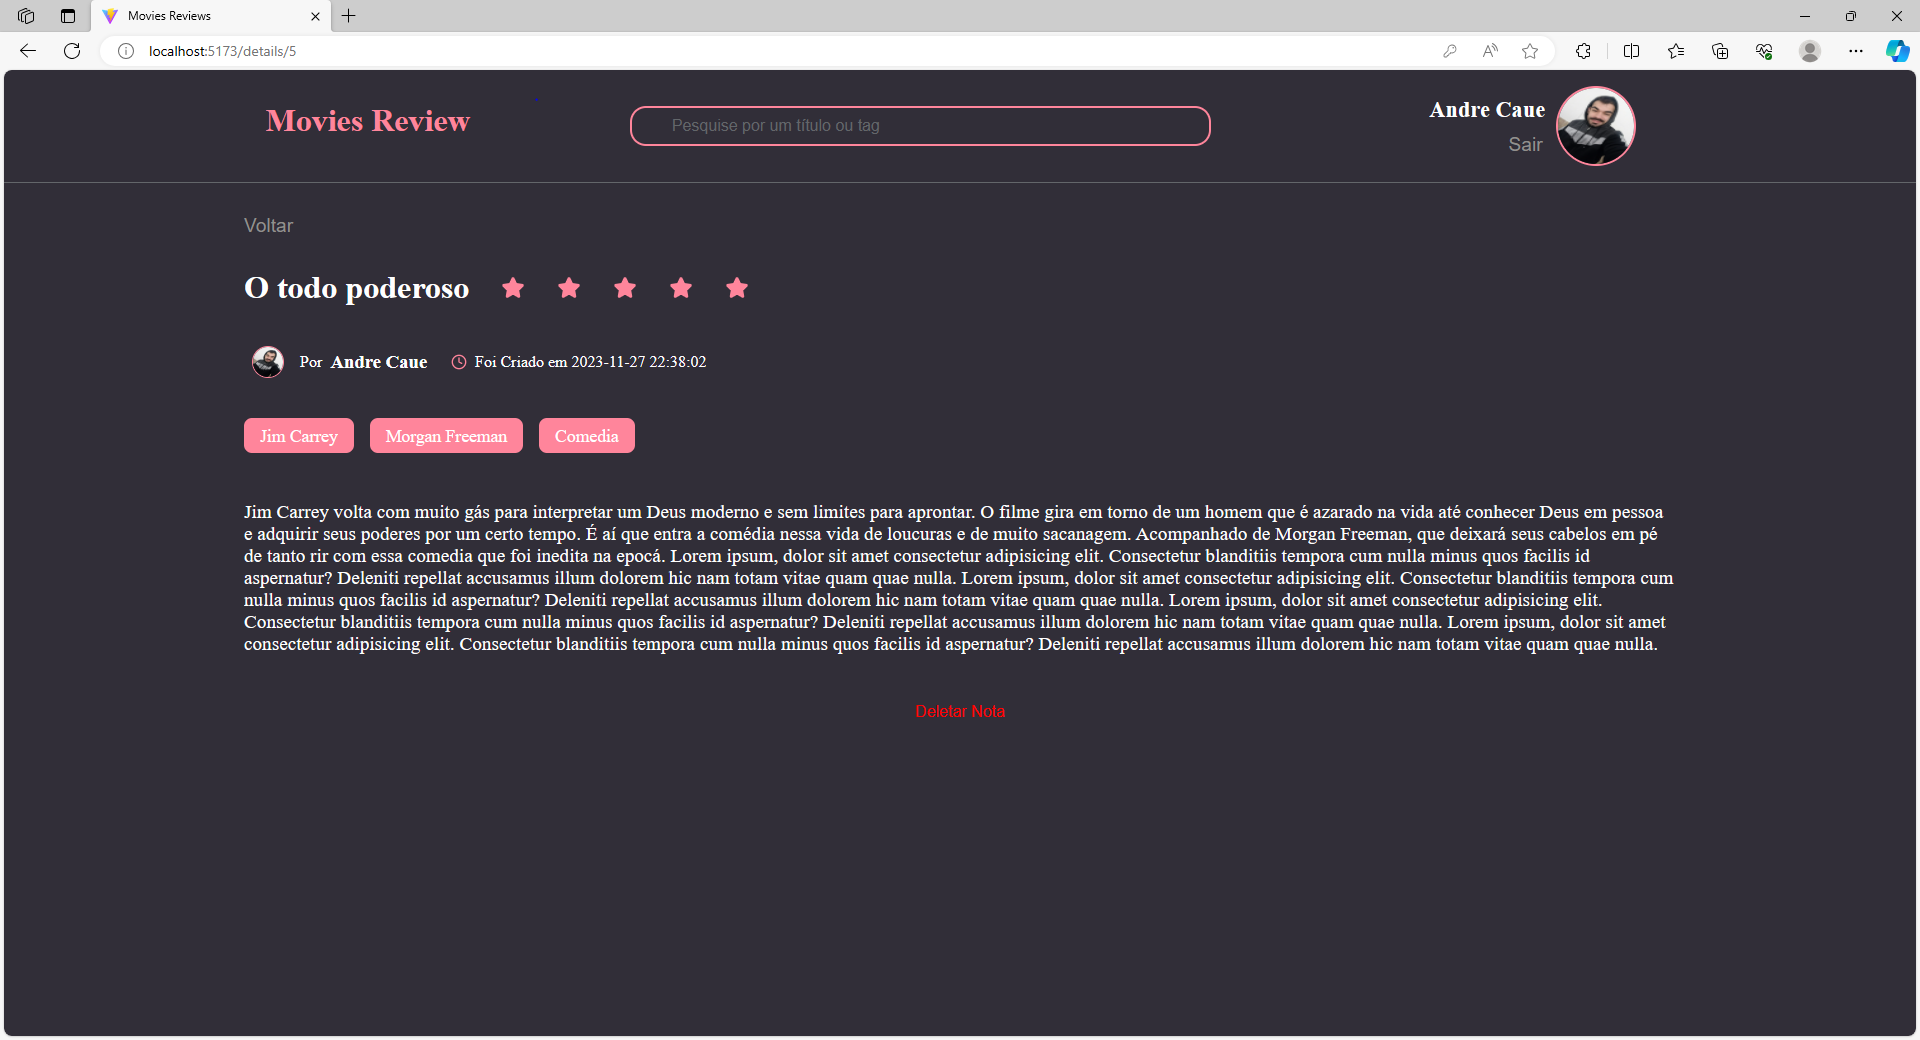 Movies Reviews
localhost:5173/details/5
Movies Review
Pesquise por um título ou tag
Andre Caue
Sair
Voltar
O todo poderoso
Por Andre Caue Foi Criado em 2023-11-27 22:38:02
Jim Carrey Morgan Freeman Comedia
Jim Carrey volta com muito gás para interpretar um Deus moderno e sem limites para aprontar. O filme gira em torno de um homem que é azarado na vida até conhecer Deus em pessoa
e adquirir seus poderes por um certo tempo. É aí que entra a comédia nessa vida de loucuras e de muito sacanagem. Acompanhado de Morgan Freeman, que deixará seus cabelos em pé
de tanto rir com essa comedia que foi inedita na epocá. Lorem ipsum, dolor sit amet consectetur adipisicing elit. Consectetur blanditiis tempora cum nulla minus quos facilis id
aspernatur? Deleniti repellat accusamus illum dolorem hic nam totam vitae quam quae nulla. Lorem ipsum, dolor sit amet consectetur adipisicing elit. Consectetur blanditiis tempora cum
nulla minus quos facilis id aspernatur? Deleniti repellat accusamus illum dolorem hic nam totam vitae quam quae nulla. Lorem ipsum, dolor sit amet consectetur adipisicing elit.
Consectetur blanditiis tempora cum nulla minus quos facilis id aspernatur? Deleniti repellat accusamus illum dolorem hic nam totam vitae quam quae nulla. Lorem ipsum, dolor sit amet
consectetur adipisicing elit. Consectetur blanditiis tempora cum nulla minus quos facilis id aspernatur? Deleniti repellat accusamus illum dolorem hic nam totam vitae quam quae nulla.
Deletar Nota